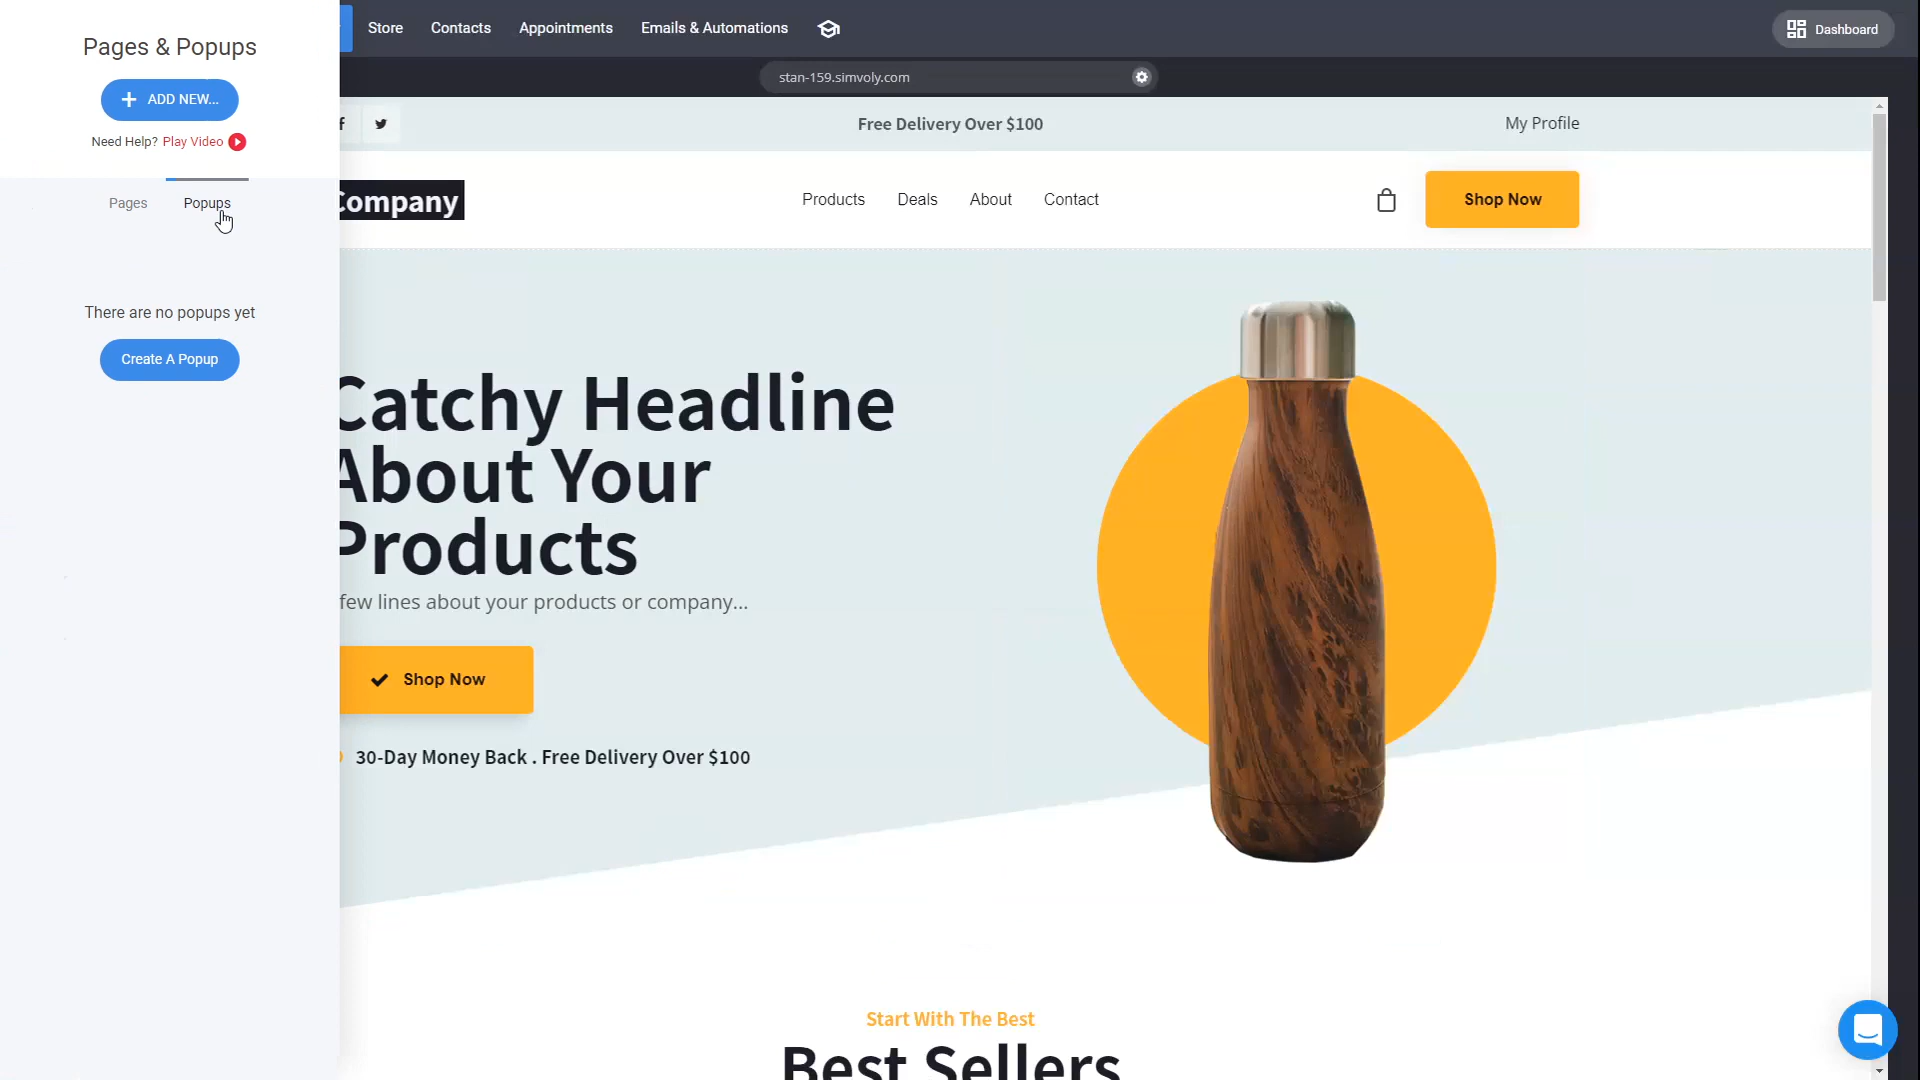 Pages & Popups
ADD NEW...
Need Help? Play Video
Pages Popups
There are no popups yet
Create A Popup
Store Contacts Appointments Emails & Automations Dashboard
stan-159.simvoly.com
Free Delivery Over $100 My Profile
Company Products Deals About Contact Shop Now
Catchy Headline
About Your
Products
few lines about your products or company...
Shop Now
30-Day Money Back . Free Delivery Over $100
Start With The Best
Best Sellers